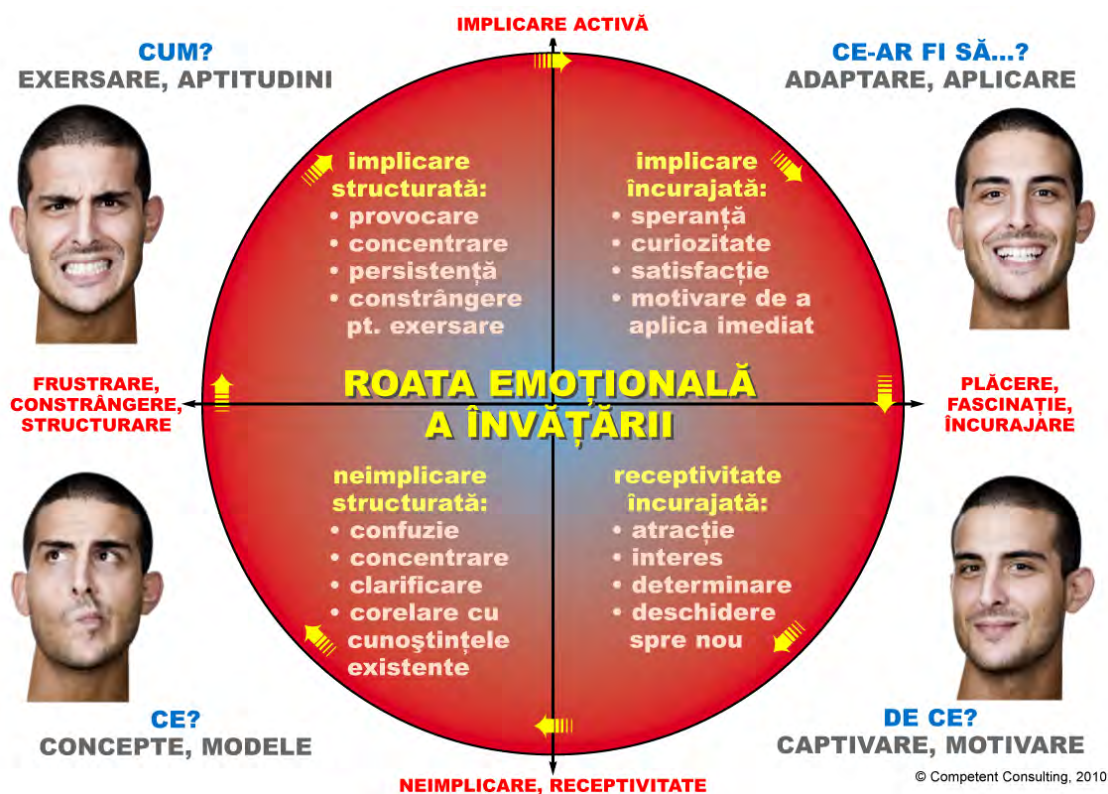 IMPLICARE ACTIVĂ
CUM?
EXERSARE, APTITUDINI
CE-AR FI SĂ...?
ADAPTARE, APLICARE
implicare
structurată:
• provocare
• concentrare
• persistență
• constrângere
pt. exersare
implicare
încurajată:
• speranță
• curiozitate
• satisfacție
• motivare de a
aplica imediat
FRUSTRARE,
CONSTRÂNGERE,
STRUCTURARE
ROATA EMOȚIONALĂ
A ÎNVĂȚĂRII
PLĂCERE,
FASCINAȚIE,
ÎNCURAJARE
neimplicare
structurată:
• confuzie
• concentrare
• clarificare
• corelare cu
cunoştințele
existente
receptivitate
încurajată:
• atracție
• interes
• determinare
• deschidere
spre nou
CE?
CONCEPTE, MODELE
DE CE?
CAPTIVARE, MOTIVARE
NEIMPLICARE, RECEPTIVITATE
© Competent Consulting, 2010